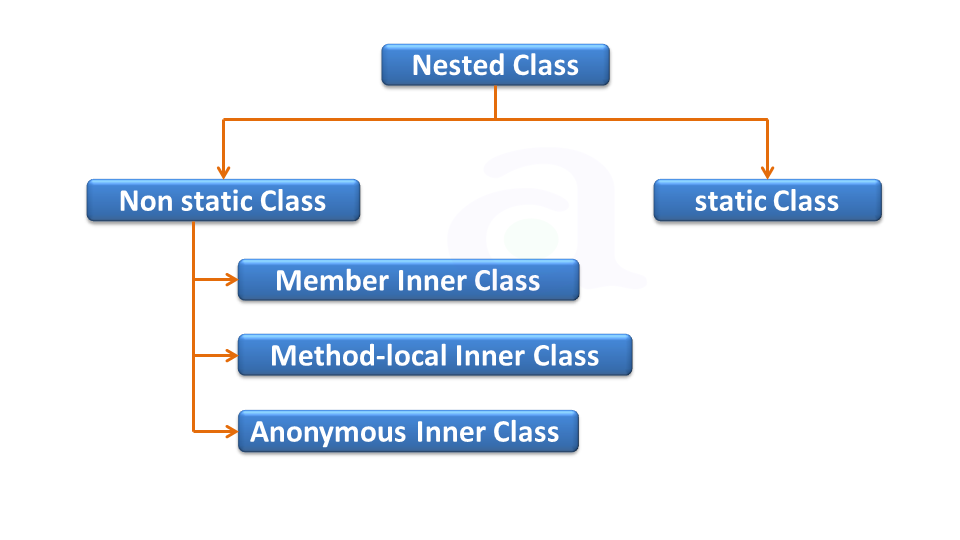 Nested Class
Non static Class
static Class
Member Inner Class
Method-local Inner Class
Anonymous Inner Class